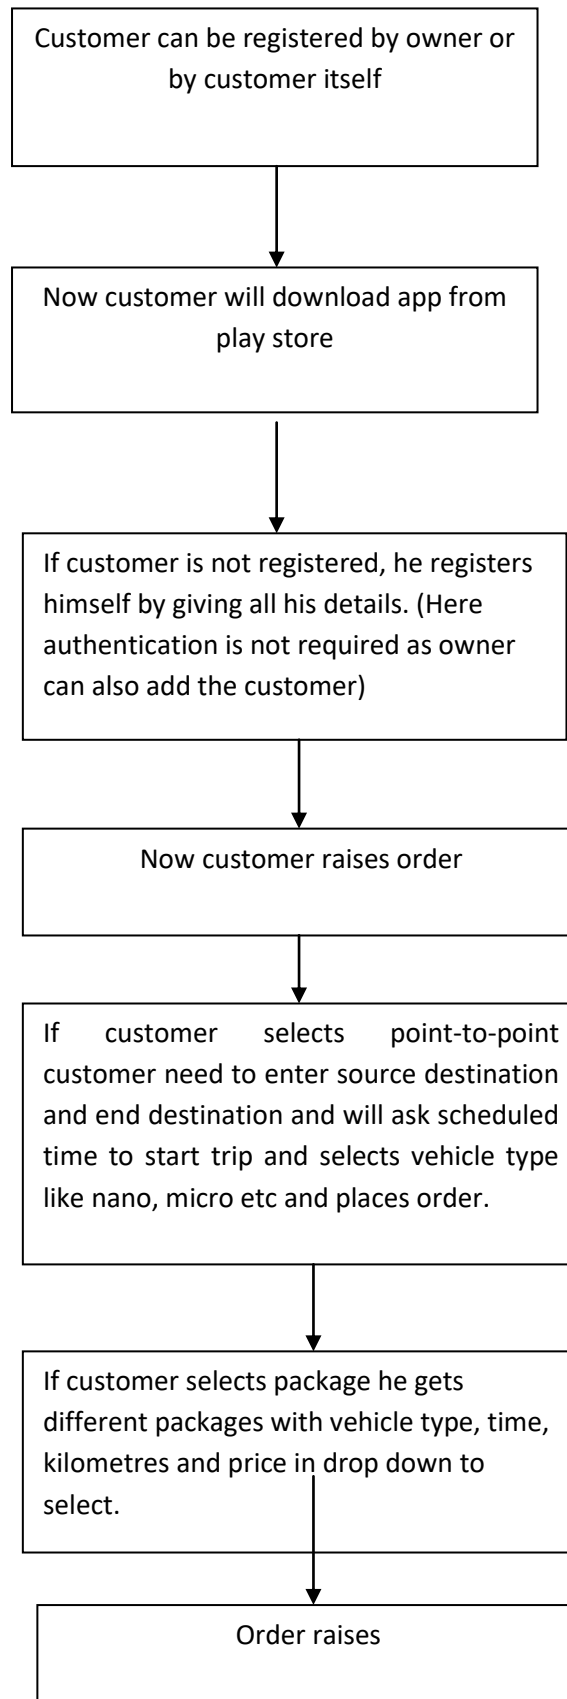 Customer can be registered by owner or
by customer itself
Now customer will download app from
play store
If customer is not registered, he registers
himself by giving all his details. (Here
authentication is not required as owner
can also add the customer)
Now customer raises order
If customer selects point-to-point
customer need to enter source destination
and end destination and will ask scheduled
time to start trip and selects vehicle type
like nano, micro etc and places order.
If customer selects package he gets
different packages with vehicle type, time,
kilometres and price in drop down to
select.
Order raises